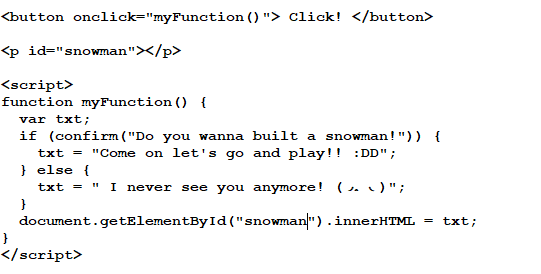 <button onclick="myFunction()"> Click! </button>
<p id="snowman"></p>
<script>
function myFunction() {
var txt;
if (confirm("Do you wanna built a snowman!")) {
txt = "Come on let's go and play!! :DD";
} else {
txt = " I never see you anymore! ( )";
}
document.getElementById("snowman").innerHTML = txt;
}
</script>